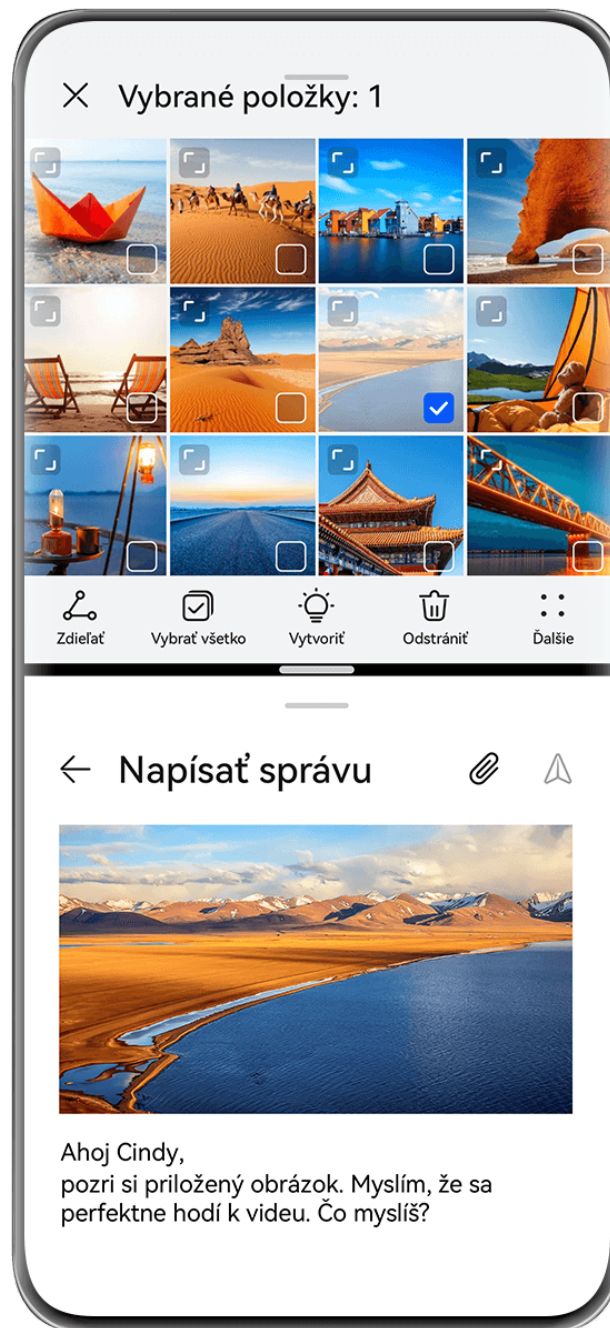 Vybrané položky: 1
Zdieľať
Vybrať všetko
Vytvoriť
Odstrániť
Ďalšie
Napísať správu
Ahoj Cindy,
pozri si priložený obrázok. Myslím, že sa
perfektne hodí k videu. Čo myslíš?